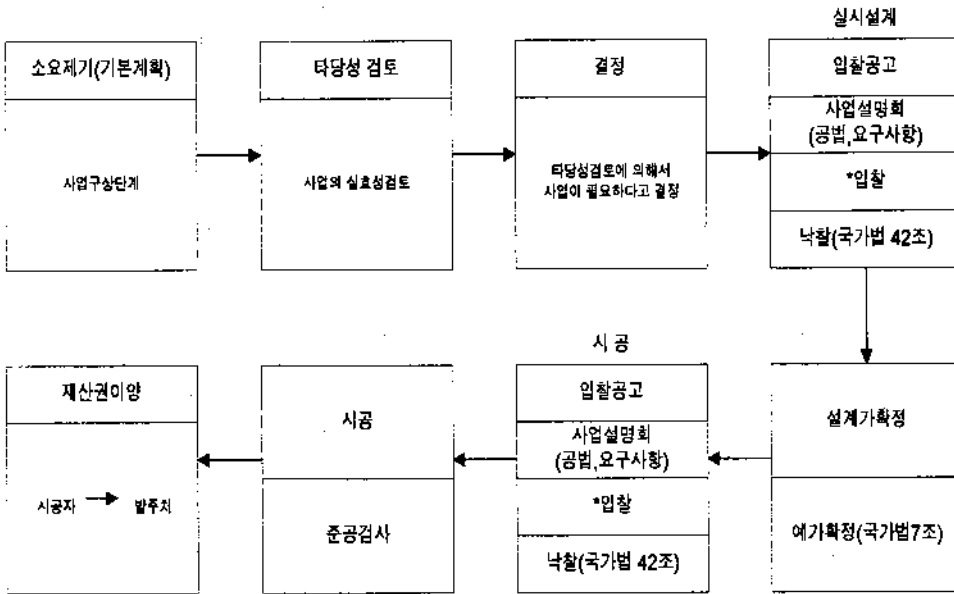 실시설계
소요제기(기본계획)
사업구상단계
타당성 검토
사업의 실효성검토
결정
타당성검토에 의해서
사업이 필요하다고 결정
입찰공고
사업설명회
(공법,요구사항)
*입찰
낙찰(국가법 42조)
설계가확정
예가확정(국가법7조)
시 공
입찰공고
사업설명회
(공법,요구사항)
*입찰
낙찰(국가법 42조)
시공
준공검사
재산권이양
시공자
발주처